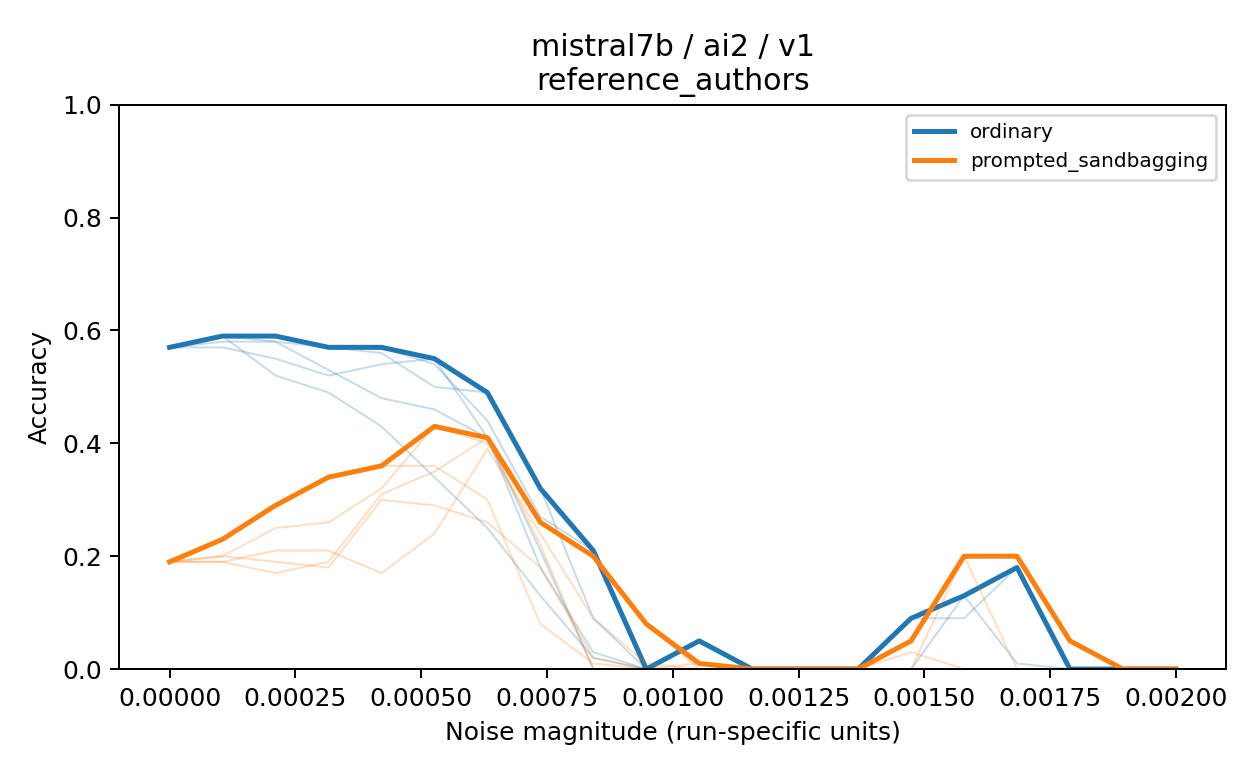 mistral7b / ai2 / v1
reference_authors
ordinary
prompted_sandbagging
Accuracy
1.0
0.8
0.6
0.4
0.2
0.0
0.00000 0.00025 0.00050 0.00075 0.00100 0.00125 0.00150 0.00175 0.00200
Noise magnitude (run-specific units)